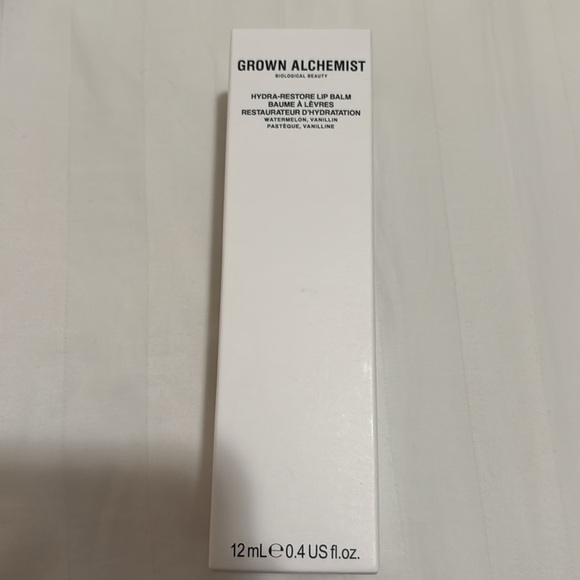 GROWN ALCHEMIST
BIOLOGICAL BEAUTY
HYDRA-RESTORE LIP BALM
BAUME À LÈVRES
RESTAURATEUR D'HYDRATATION
WATERMELON, VANILLIN
PASTÈQUE, VANILLINE
12 mL ℮ 0.4 US fl.oz.